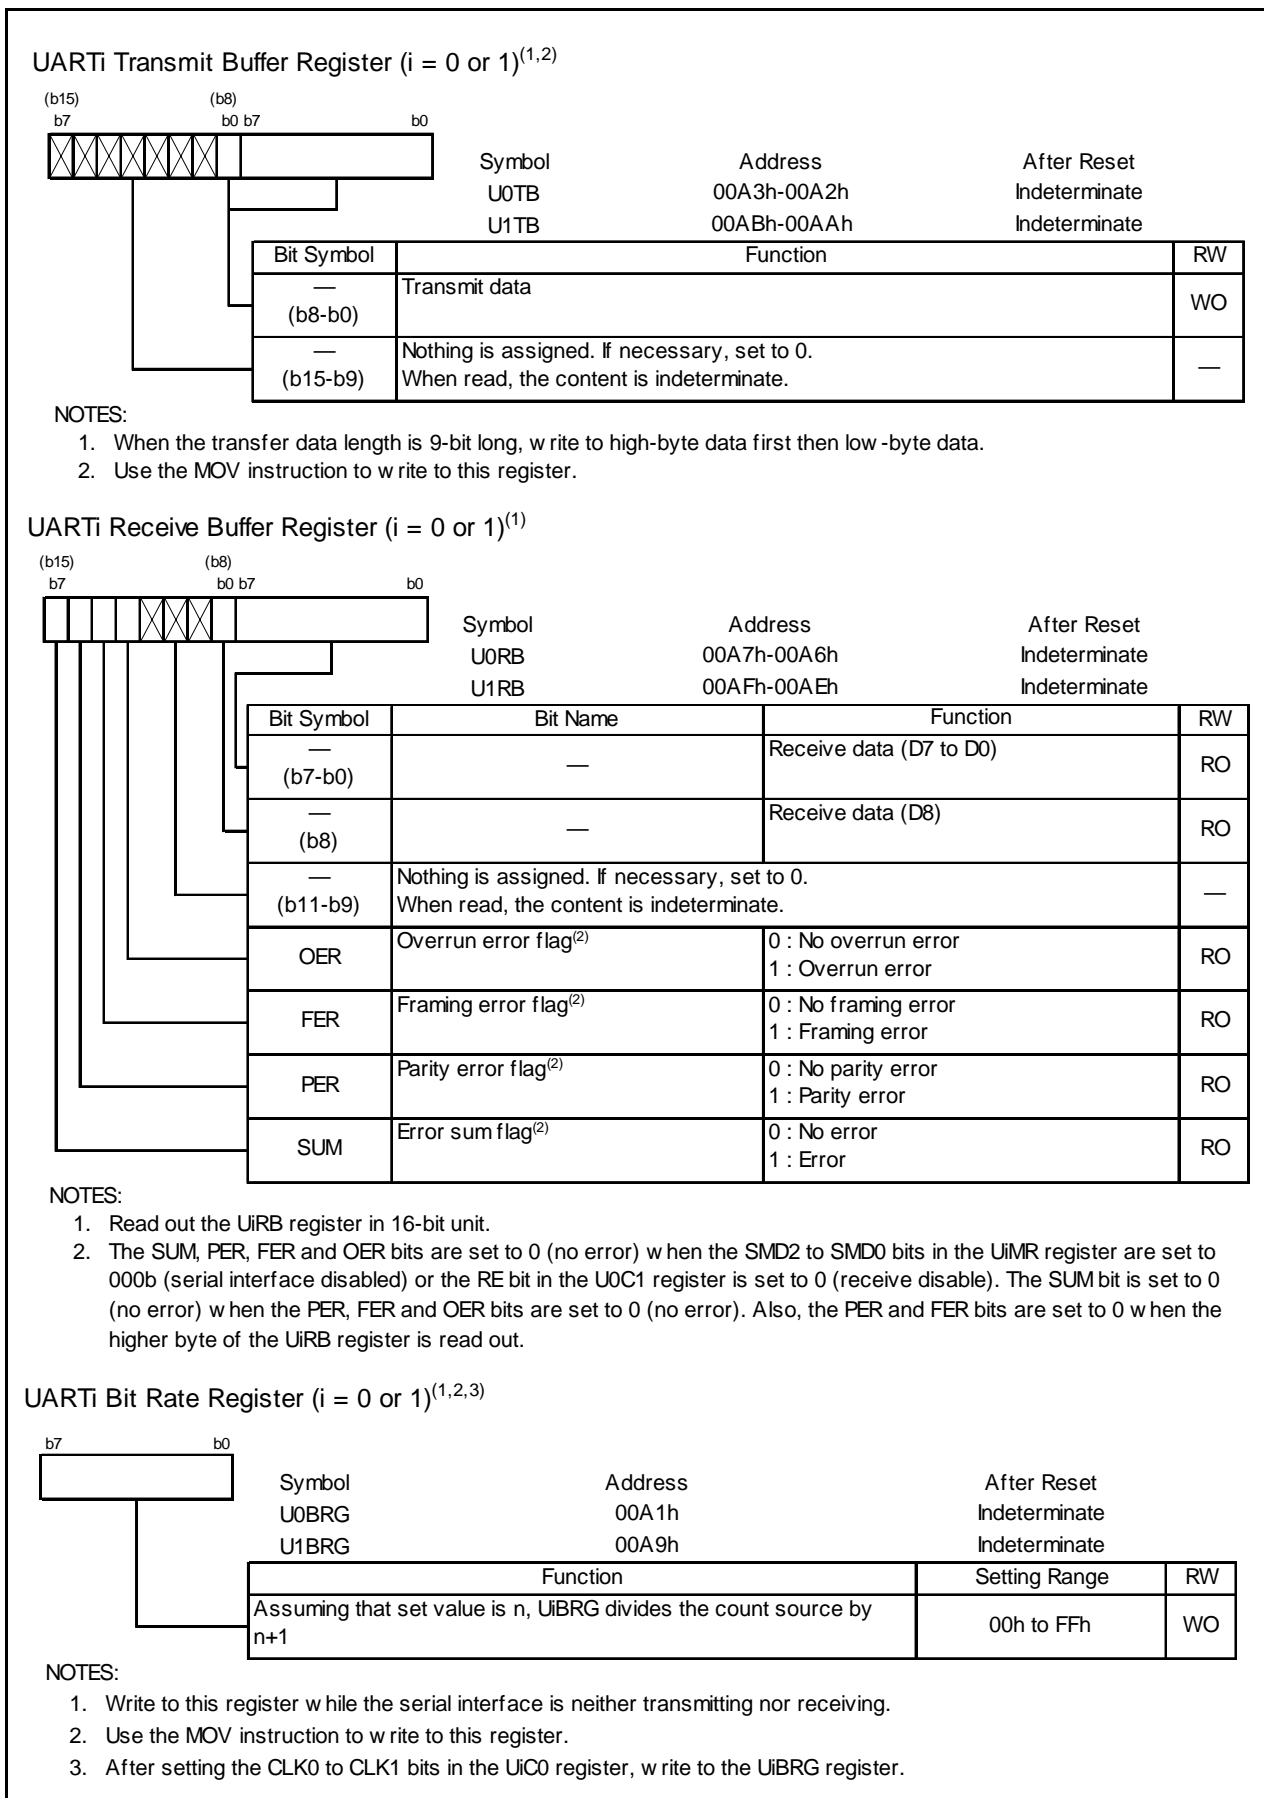 UARTi Transmit Buffer Register (i = 0 or 1)(1,2)
(b15) (b8)
b7 b0 b7 b0
Symbol Address After Reset
U0TB 00A3h-00A2h Indeterminate
U1TB 00ABh-00AAh Indeterminate
Bit Symbol Function RW
— Transmit data
(b8-b0) WO
— Nothing is assigned. If necessary, set to 0.
(b15-b9) When read, the content is indeterminate. —
NOTES:
1. When the transfer data length is 9-bit long, write to high-byte data first then low-byte data.
2. Use the MOV instruction to write to this register.
UARTi Receive Buffer Register (i = 0 or 1)(1)
(b15) (b8)
b7 b0 b7 b0
Symbol Address After Reset
U0RB 00A7h-00A6h Indeterminate
U1RB 00AFh-00AEh Indeterminate
Bit Symbol Bit Name Function RW
— — Receive data (D7 to D0)
(b7-b0) RO
— — Receive data (D8)
(b8) RO
— Nothing is assigned. If necessary, set to 0.
(b11-b9) When read, the content is indeterminate. —
OER Overrun error flag(2) 0 : No overrun error
1 : Overrun error RO
FER Framing error flag(2) 0 : No framing error
1 : Framing error RO
PER Parity error flag(2) 0 : No parity error
1 : Parity error RO
SUM Error sum flag(2) 0 : No error
1 : Error RO
NOTES:
1. Read out the UiRB register in 16-bit unit.
2. The SUM, PER, FER and OER bits are set to 0 (no error) when the SMD2 to SMD0 bits in the UiMR register are set to
000b (serial interface disabled) or the RE bit in the U0C1 register is set to 0 (receive disable). The SUM bit is set to 0
(no error) when the PER, FER and OER bits are set to 0 (no error). Also, the PER and FER bits are set to 0 when the
higher byte of the UiRB register is read out.
UARTi Bit Rate Register (i = 0 or 1)(1,2,3)
b7 b0
Symbol Address After Reset
U0BRG 00A1h Indeterminate
U1BRG 00A9h Indeterminate
Function Setting Range RW
Assuming that set value is n, UiBRG divides the count source by
n+1 00h to FFh WO
NOTES:
1. Write to this register while the serial interface is neither transmitting nor receiving.
2. Use the MOV instruction to write to this register.
3. After setting the CLK0 to CLK1 bits in the UiC0 register, write to the UiBRG register.